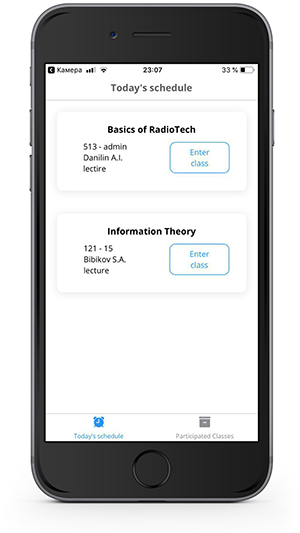 Камера 23:07 33 %
Today's schedule
Basics of RadioTech
513 - admin
Danilin A.I.
lectire
Enter
class
Information Theory
121 - 15
Bibikov S.A.
lecture
Enter
class
Today's schedule Participated Classes